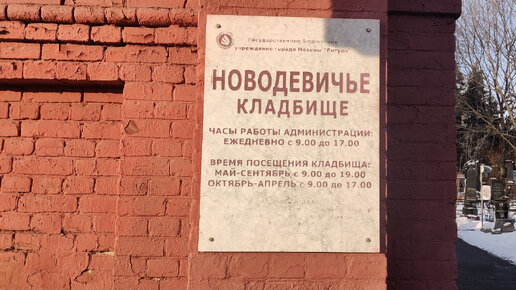 Государственное Бюджетное
учреждение города Москвы "Ритуал"
НОВОДЕВИЧЬЕ
КЛАДБИЩЕ
ЧАСЫ РАБОТЫ АДМИНИСТРАЦИИ:
ЕЖЕДНЕВНО с 9.00 до 17.00
ВРЕМЯ ПОСЕЩЕНИЯ КЛАДБИЩА:
МАЙ-СЕНТЯБРЬ с 9.00 до 19.00
ОКТЯБРЬ-АПРЕЛЬ с 9.00 до 17.00